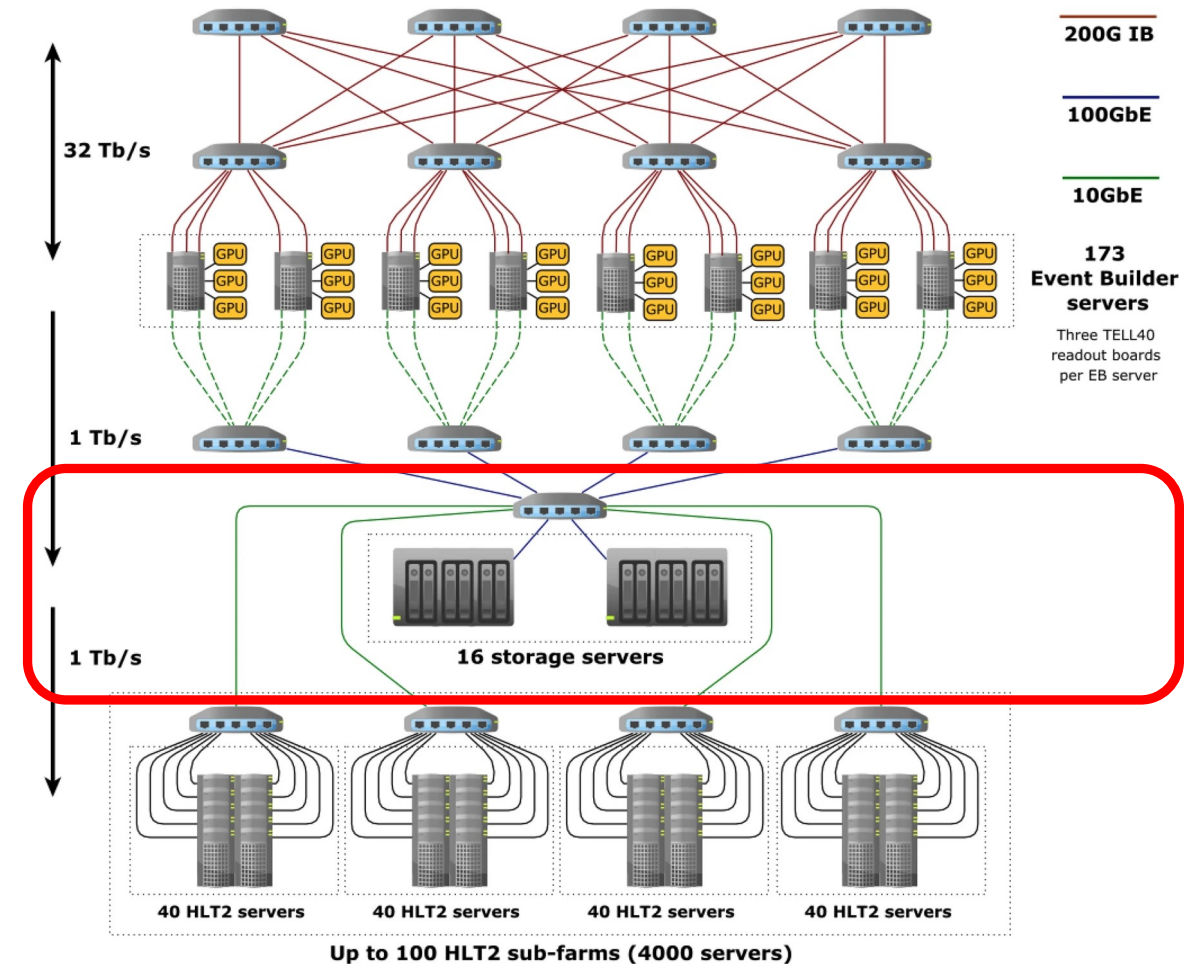 200G IB
100GbE
32 Tb/s
10GbE
GPU GPU GPU GPU GPU GPU GPU GPU
GPU GPU GPU GPU GPU GPU GPU GPU
GPU GPU GPU GPU GPU GPU GPU GPU
173
Event Builder
servers
Three TELL40
readout boards
per EB server
1 Tb/s
16 storage servers
1 Tb/s
40 HLT2 servers
40 HLT2 servers
40 HLT2 servers
40 HLT2 servers
Up to 100 HLT2 sub-farms (4000 servers)